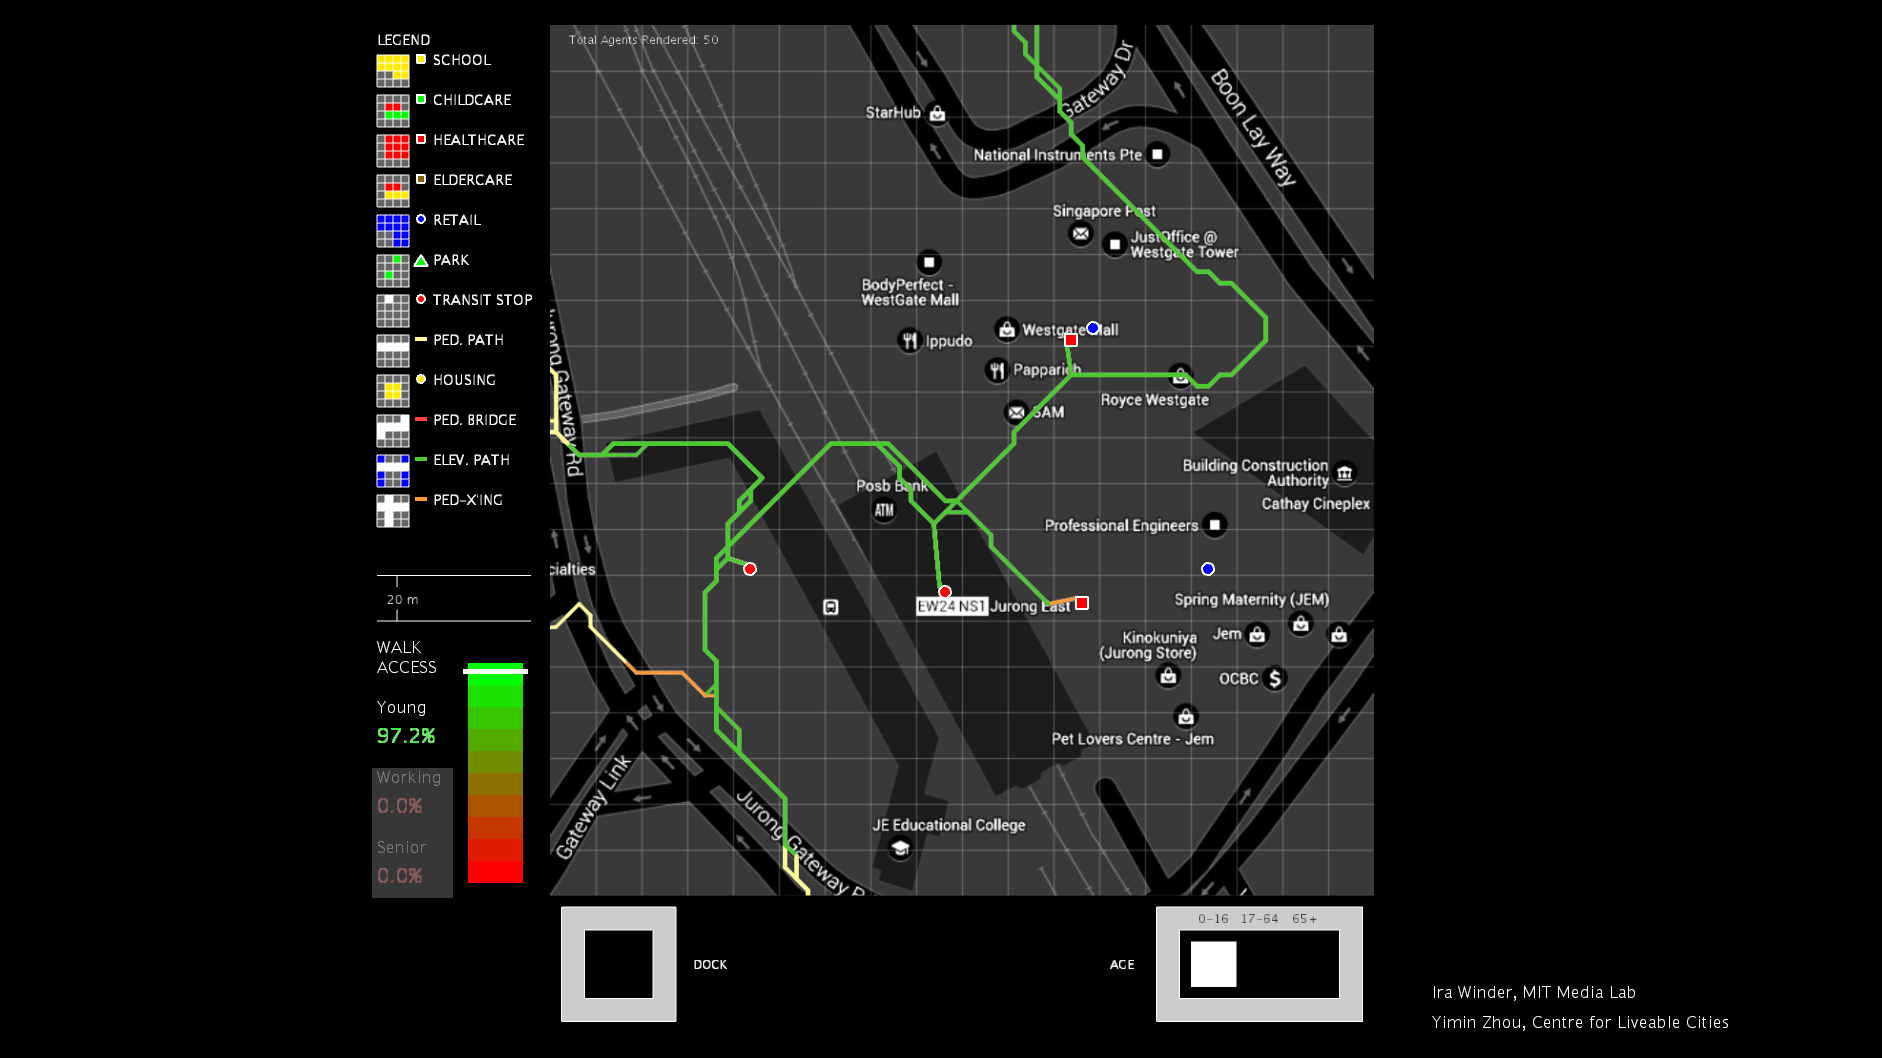 LEGEND
SCHOOL
CHILDCARE
HEALTHCARE
ELDERCARE
RETAIL
PARK
TRANSIT STOP
PED. PATH
HOUSING
PED. BRIDGE
ELEV. PATH
PED-X'ING
20 m
WALK
ACCESS
Young
97.2%
Working
0.0%
Senior
0.0%
Total Agents Rendered: 50
Gateway Dr
Boon Lay Way
StarHub
National Instruments Pte
Singapore Post
JustOffice @
Westgate Tower
BodyPerfect -
WestGate Mall
Westgate Mall
Ippudo
Papparich
Royce Westgate
SAM
Jurong Gateway Rd
Posb Bank
ATM
Building Construction
Authority
Cathay Cineplex
Professional Engineers
cialties
EW24 NS1 Jurong East
Spring Maternity (JEM)
Kinokuniya
(Jurong Store)
Jem
OCBC
Pet Lovers Centre - Jem
Gateway Link
Jurong Gateway R
JE Educational College
DOCK
AGE
0-16 17-64 65+
Ira Winder, MIT Media Lab
Yimin Zhou, Centre for Liveable Cities